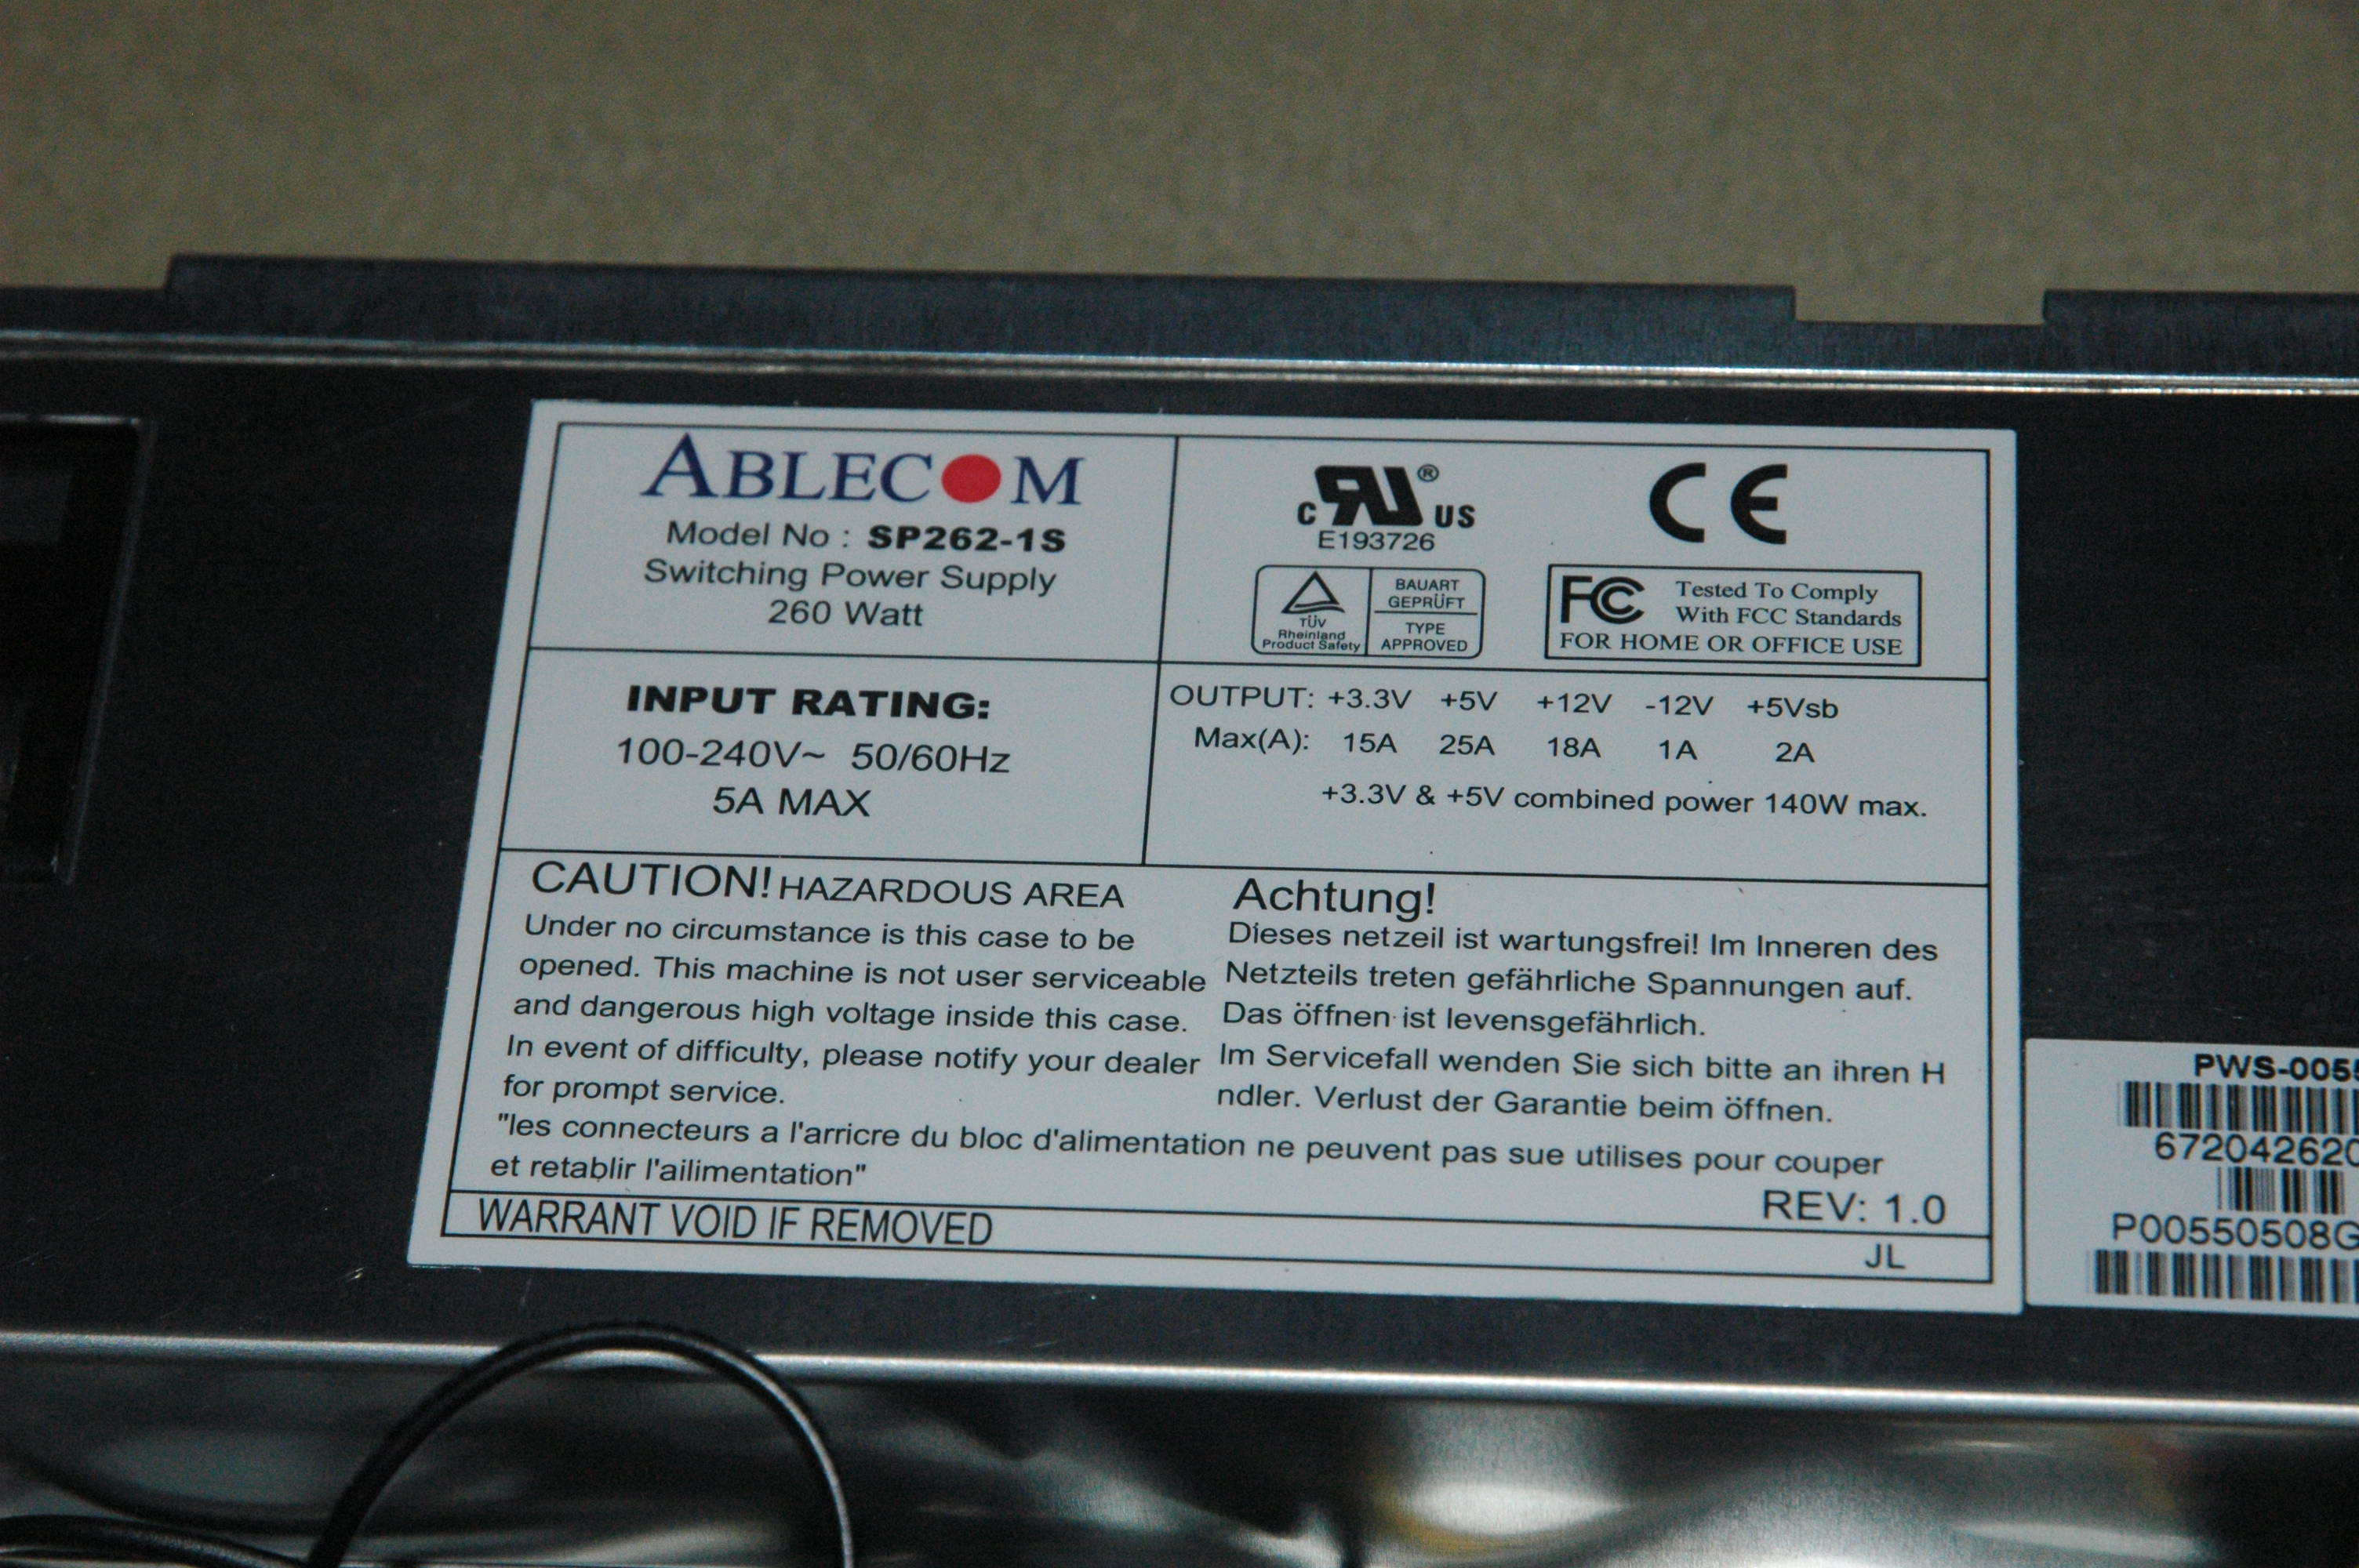 ABLECOM
Model No : SP262-1S
Switching Power Supply
260 Watt
c RU ® US
E193726
CE
TÜV
Rheinland
Product Safety
BAUART
GEPRÜFT
TYPE
APPROVED
FC Tested To Comply
With FCC Standards
FOR HOME OR OFFICE USE
INPUT RATING:
100-240V~ 50/60Hz
5A MAX
OUTPUT: +3.3V +5V +12V -12V +5Vsb
Max(A): 15A 25A 18A 1A 2A
+3.3V & +5V combined power 140W max.
CAUTION! HAZARDOUS AREA
Under no circumstance is this case to be
opened. This machine is not user serviceable
and dangerous high voltage inside this case.
In event of difficulty, please notify your dealer
for prompt service.
Achtung!
Dieses netzeil ist wartungsfrei! Im Inneren des
Netzteils treten gefährliche Spannungen auf.
Das öffnen ist levensgefährlich.
Im Servicefall wenden Sie sich bitte an ihren H
ndler. Verlust der Garantie beim öffnen.
"les connecteurs a l'arricre du bloc d'alimentation ne peuvent pas sue utilises pour couper
et retablir l'ailimentation"
REV: 1.0
WARRANT VOID IF REMOVED
JL
PWS-0055
672042620
P00550508G